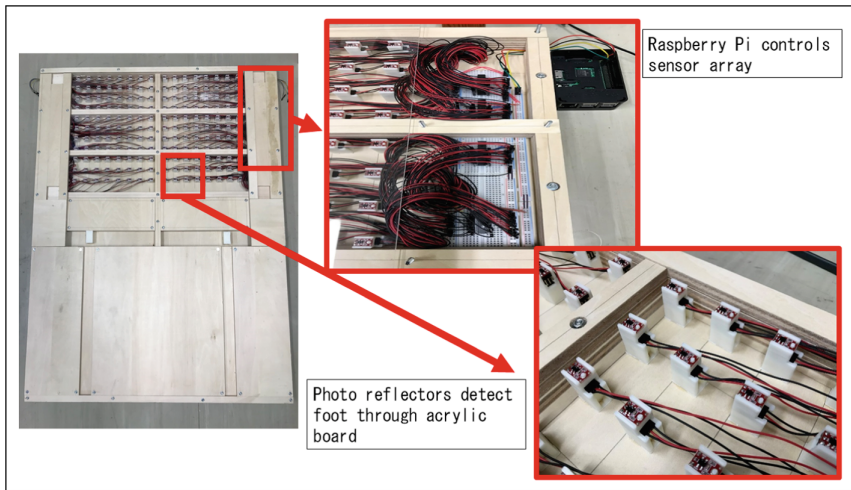 Raspberry Pi controls
sensor array
Photo reflectors detect
foot through acrylic
board